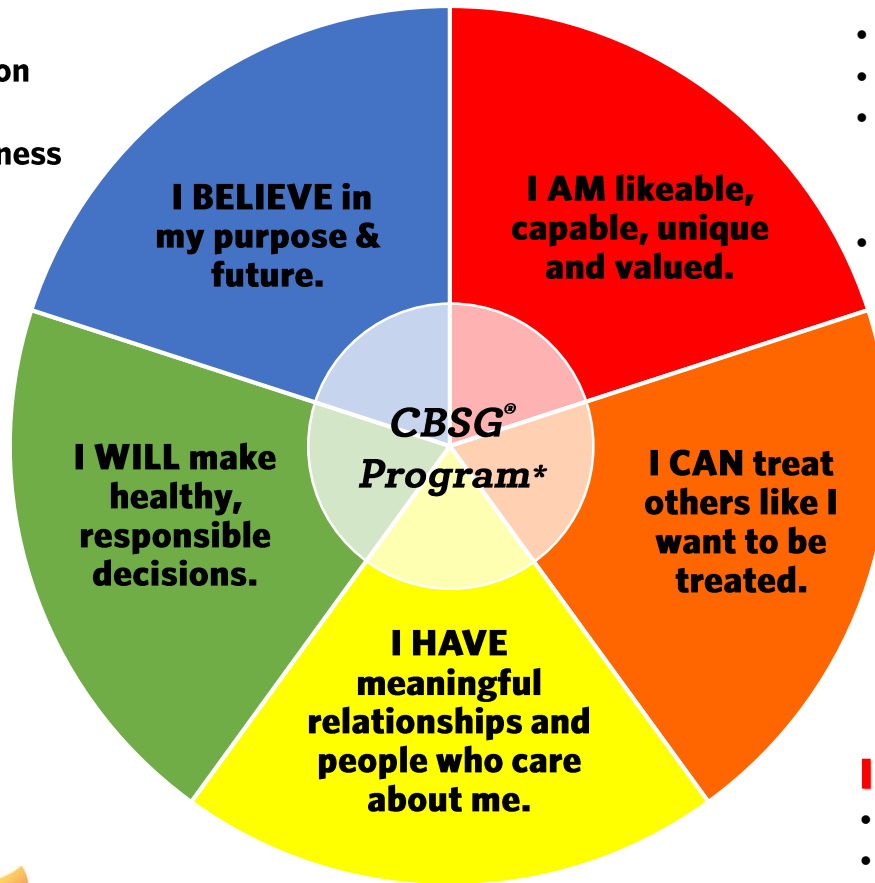 on
ness
I BELIEVE in
my purpose &
future.
I AM likeable,
capable, unique
and valued.
CBSG®
Program*
I WILL make
healthy,
responsible
decisions.
I CAN treat
others like I
want to be
treated.
I HAVE
meaningful
relationships and
people who care
about me.
I
•
•
•
•
•
•